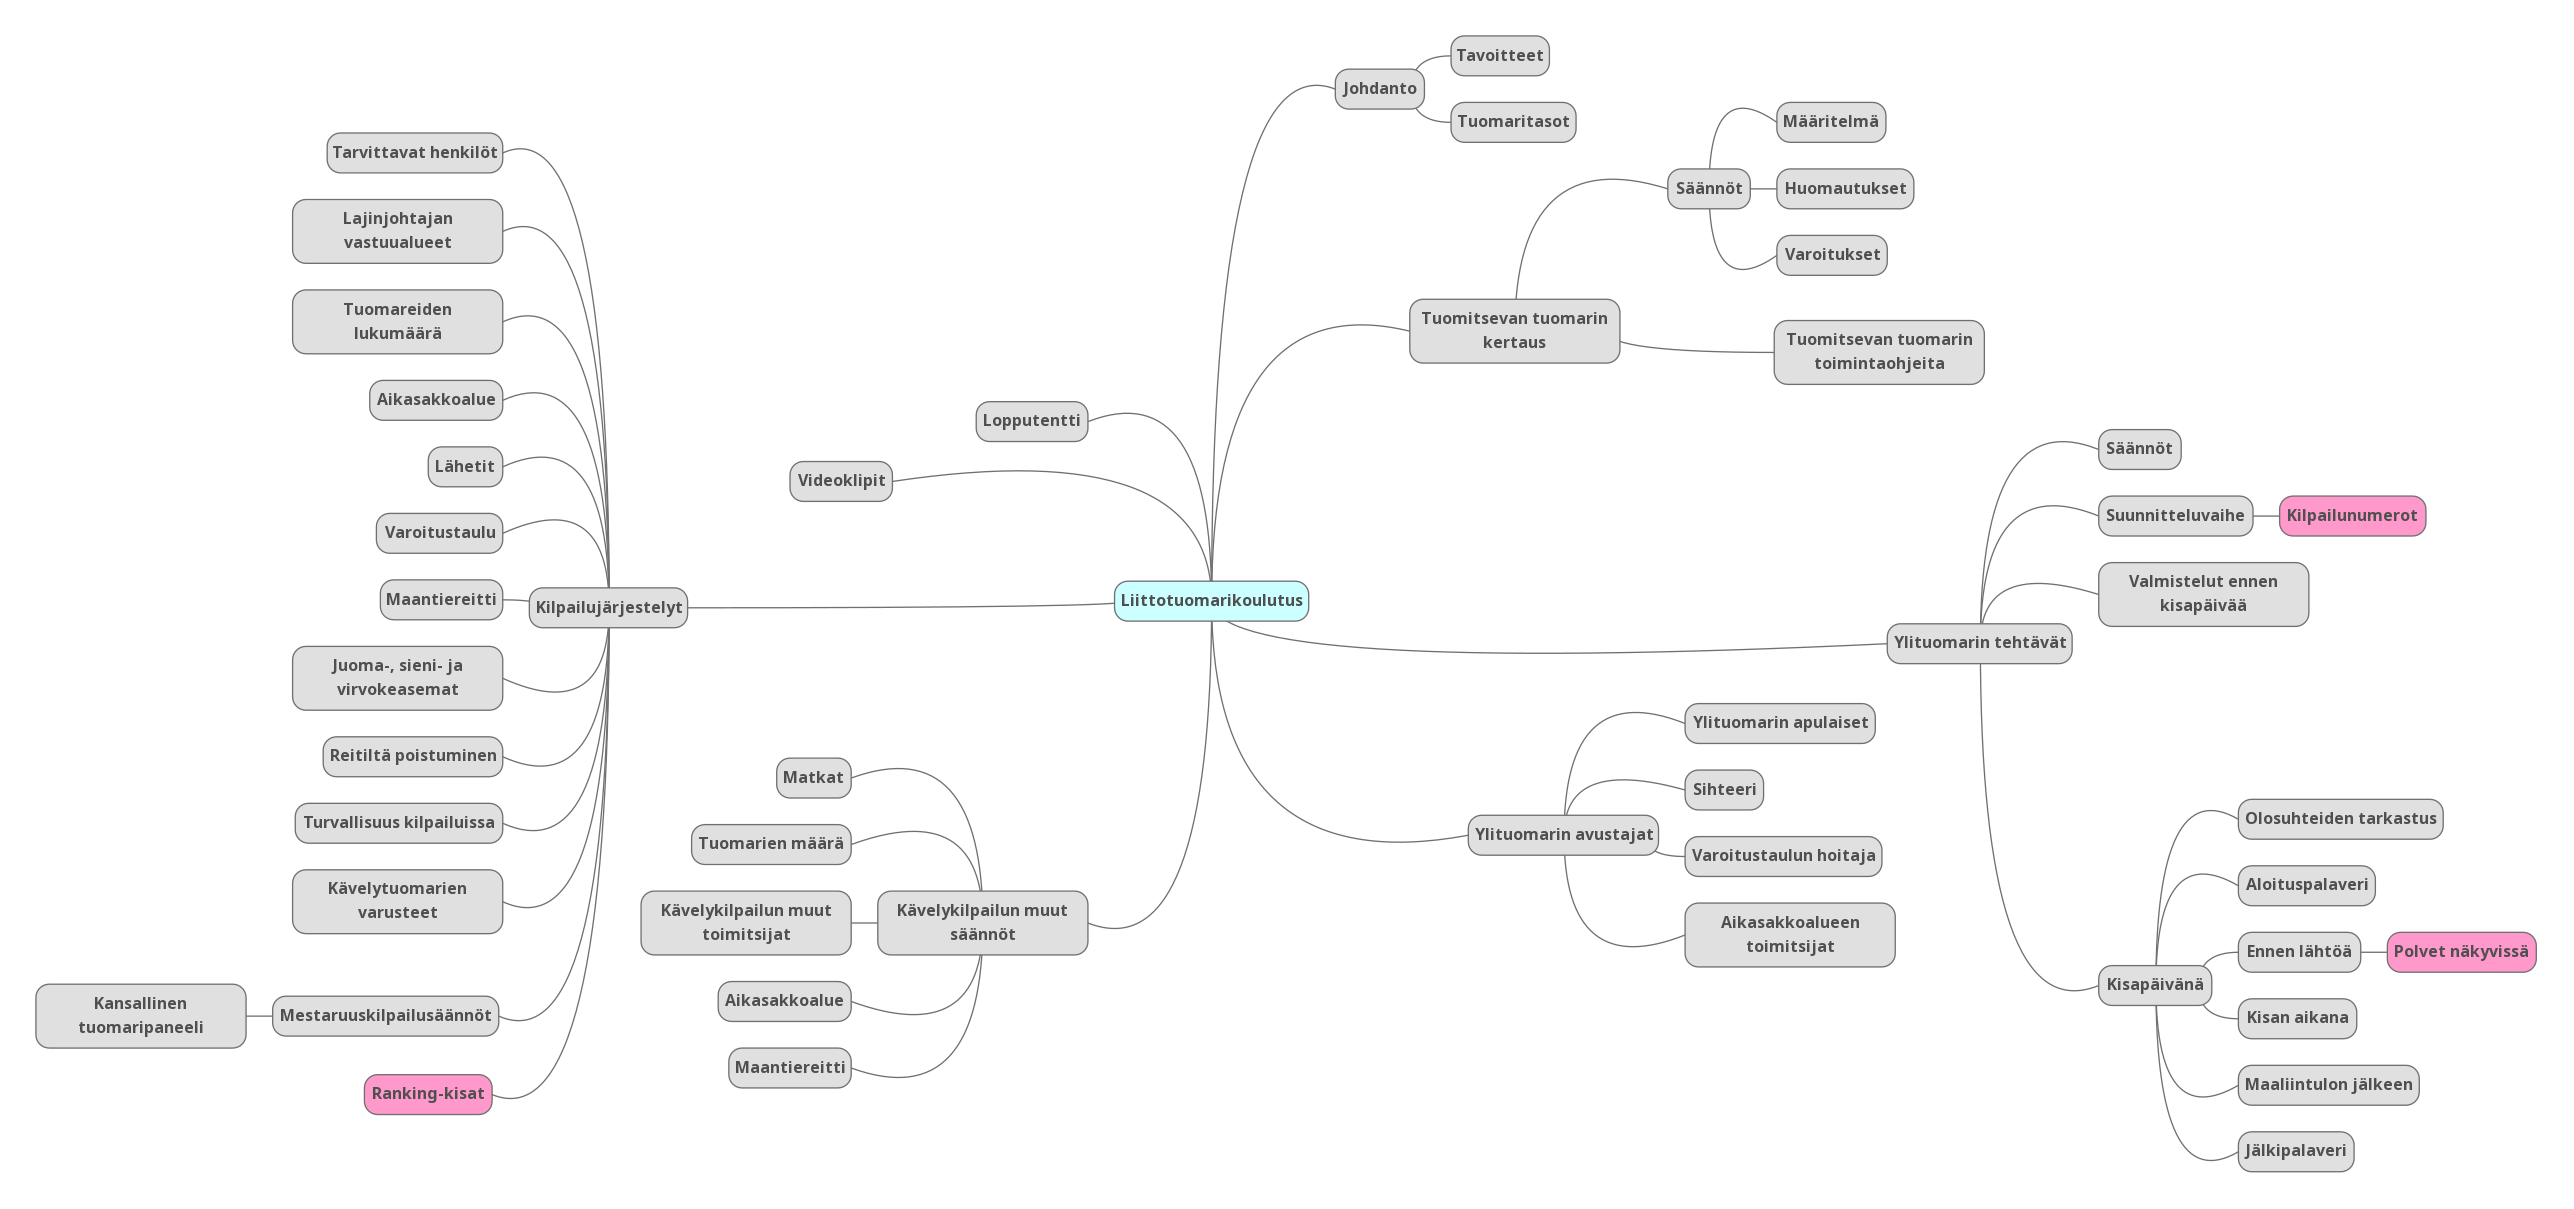 Tavoitteet
Johdanto
Tuomaritasot
Määritelmä
Säännöt
Huomautukset
Varoitukset
Tuomitsevan tuomarin
kertaus
Tuomitsevan tuomarin
toimintaohjeita
Tarvittavat henkilöt
Lajinjohtajan
vastuualueet
Tuomareiden
lukumäärä
Aikasakkoalue
Lähetit
Varoitustaulu
Maantiereitti
Kilpailujärjestelyt
Juoma-, sieni- ja
virvokeasemat
Reitiltä poistuminen
Turvallisuus kilpailuissa
Kävelytuomarien
varusteet
Kansallinen
tuomaripaneeli
Mestaruuskilpailusäännöt
Ranking-kisat
Lopputentti
Videoklipit
Liittotuomarikoulutus
Matkat
Tuomarien määrä
Kävelykilpailun muut
toimitsijat
Kävelykilpailun muut
säännöt
Aikasakkoalue
Maantiereitti
Säännöt
Suunnitteluvaihe
Kilpailunumerot
Valmistelut ennen
kisapäivää
Ylituomarin tehtävät
Ylituomarin apulaiset
Sihteeri
Ylituomarin avustajat
Varoitustaulun hoitaja
Aikasakkoalueen
toimitsijat
Olosuhteiden tarkastus
Aloituspalaveri
Ennen lähtöä
Polvet näkyvissä
Kisapäivänä
Kisan aikana
Maaliintulon jälkeen
Jälkipalaveri